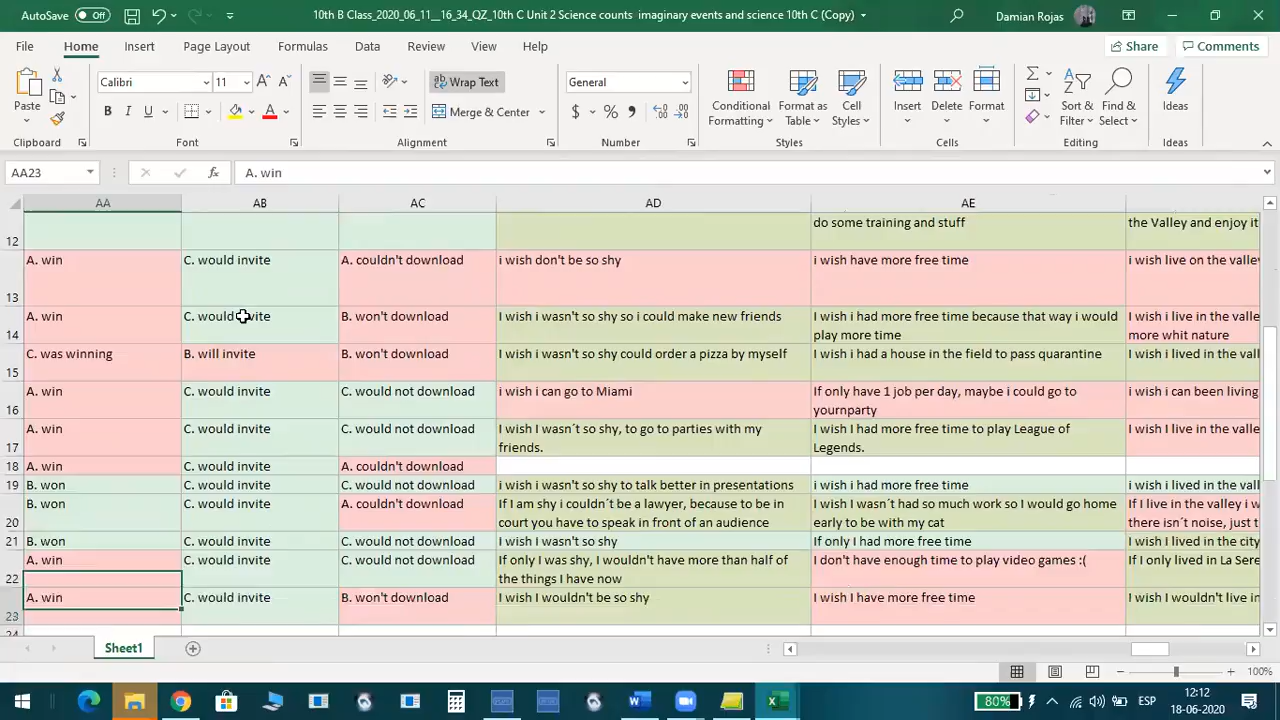 AutoSave Off 10th B Class_2020_06_11__16_34_QZ_10th C Unit 2 Science counts imaginary events and science 10th C (Copy) Damian Rojas
File Home Insert Page Layout Formulas Data Review View Help Share Comments
Paste Calibri 11 B I U Wrap Text Merge & Center General $ % Conditional Formatting Format as Table Cell Styles Insert Delete Format Sort & Filter Find & Select Ideas
Clipboard Font Alignment Number Styles Cells Editing Ideas
AA23 fx A. win
AA AB AC AD AE
12 do some training and stuff the Valley and enjoy it
13 A. win C. would invite A. couldn't download i wish don't be so shy i wish have more free time i wish live on the valley
14 A. win C. would invite B. won't download I wish i wasn't so shy so i could make new friends I wish i had more free time because that way i would play more time I wish i live in the valle more whit nature
15 C. was winning B. will invite B. won't download I wish i wasn't so shy could order a pizza by myself I wish i had a house in the field to pass quarantine I wish i lived in the vall
16 A. win C. would invite C. would not download i wish i can go to Miami If only have 1 job per day, maybe i could go to yournparty I wish i can been living
17 A. win C. would invite C. would not download I wish I wasn´t so shy, to go to parties with my friends. I wish I had more free time to play League of Legends. I wish I live in the valle
18 A. win C. would invite A. couldn't download
19 B. won C. would invite C. would not download i wish i wasn't so shy to talk better in presentations i wish i had more free time i wish i lived in the vall
20 B. won C. would invite A. couldn't download If I am shy i couldn´t be a lawyer, because to be in court you have to speak in front of an audience I wish I wasn´t had so much work so I would go home early to be with my cat If I live in the valley i w there isn´t noise, just t
21 B. won C. would invite C. would not download I wish I wasn't so shy If only I had more free time I wish I lived in the city
22 A. win C. would invite C. would not download If only I was shy, I wouldn't have more than half of the things I have now I don't have enough time to play video games :( If I only lived in La Sere
23 A. win C. would invite B. won't download I wish I wouldn't be so shy I wish I have more free time I wish I wouldn't live in
24
Sheet1
100%
80% ESP 12:12
18-06-2020